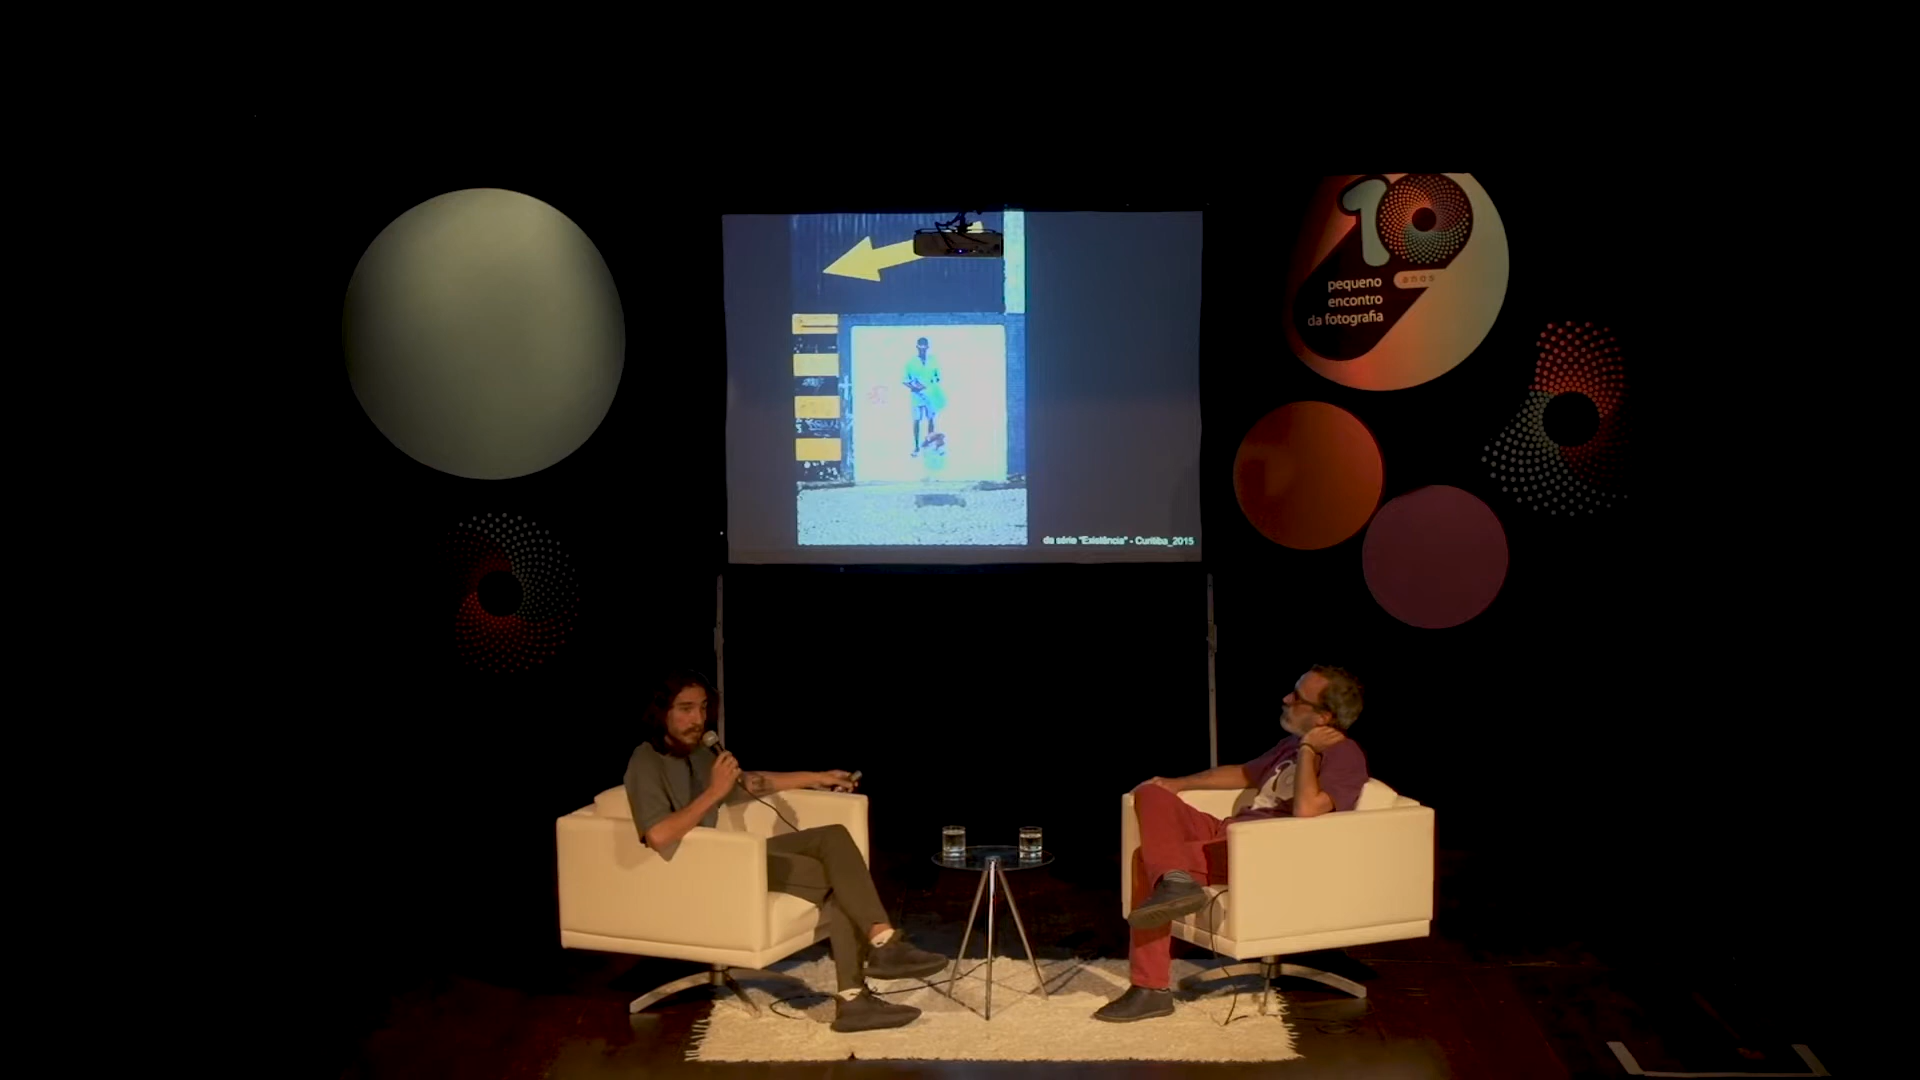 10
anos
pequeno
encontro
da fotografia
da série "Existência" - Curitiba_2015